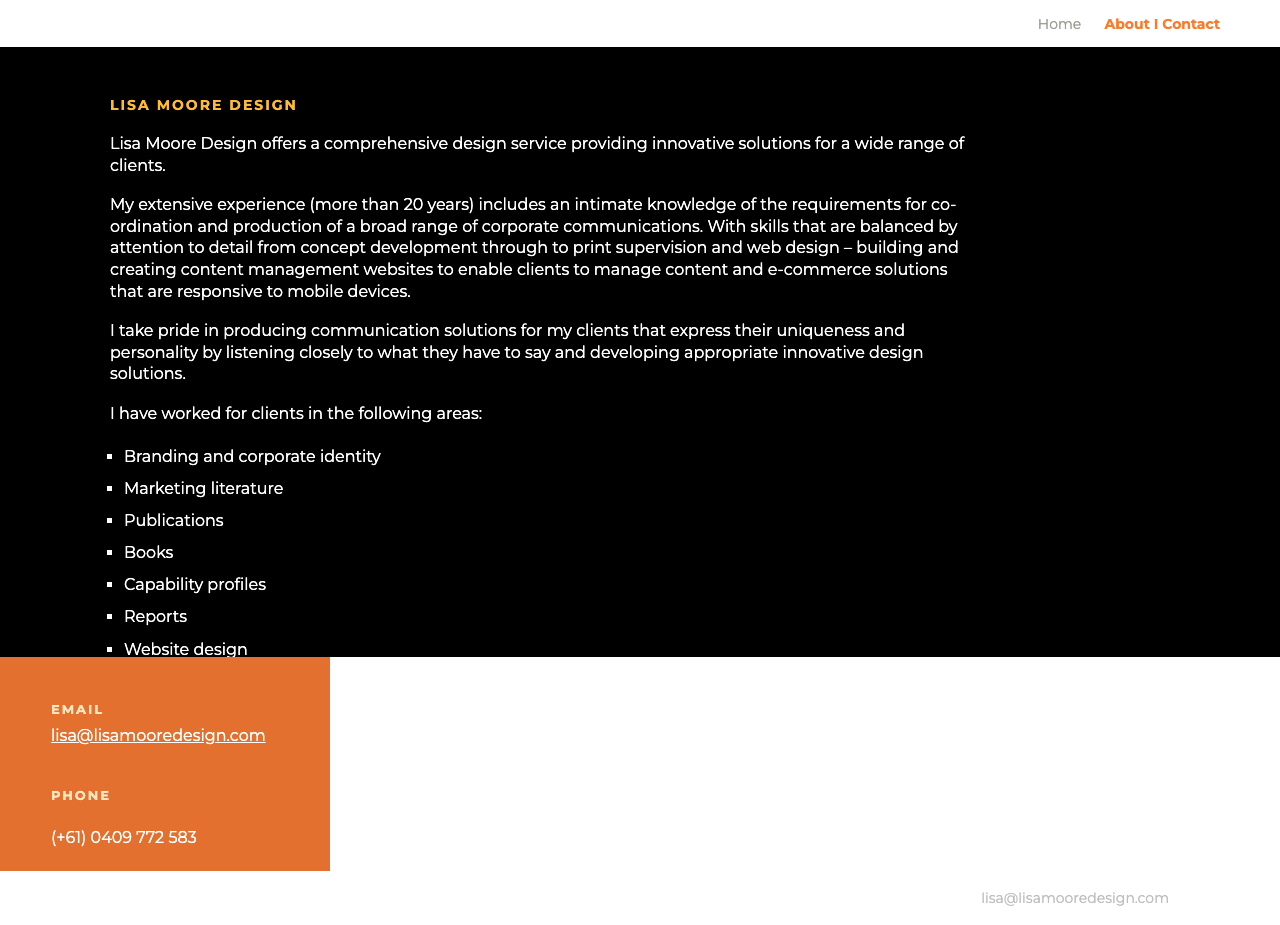 Home About I Contact
LISA MOORE DESIGN
Lisa Moore Design offers a comprehensive design service providing innovative solutions for a wide range of
clients.
My extensive experience (more than 20 years) includes an intimate knowledge of the requirements for co-
ordination and production of a broad range of corporate communications. With skills that are balanced by
attention to detail from concept development through to print supervision and web design – building and
creating content management websites to enable clients to manage content and e-commerce solutions
that are responsive to mobile devices.
I take pride in producing communication solutions for my clients that express their uniqueness and
personality by listening closely to what they have to say and developing appropriate innovative design
solutions.
I have worked for clients in the following areas:
▪ Branding and corporate identity
▪ Marketing literature
▪ Publications
▪ Books
▪ Capability profiles
▪ Reports
▪ Website design
EMAIL
lisa@lisamooredesign.com
PHONE
(+61) 0409 772 583
lisa@lisamooredesign.com